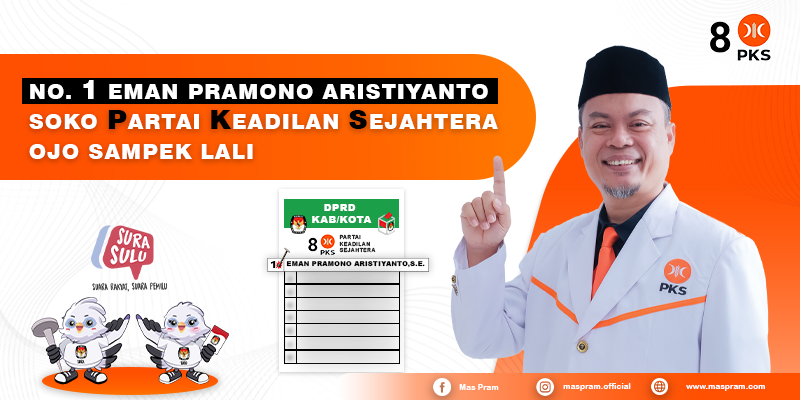 8
PKS
NO. 1 EMAN PRAMONO ARISTIYANTO
SOKO PARTAI KEADILAN SEJAHTERA
OJO SAMPEK LALI
DPRD
KAB/KOTA
8 PKS
PARTAI
KEADILAN
SEJAHTERA
1 EMAN PRAMONO ARISTIYANTO,S.E.
SURA
SULU
SUARA RAKYAT, SUARA PEMILU
PKS
Mas Pram
maspram.official
www.maspram.com